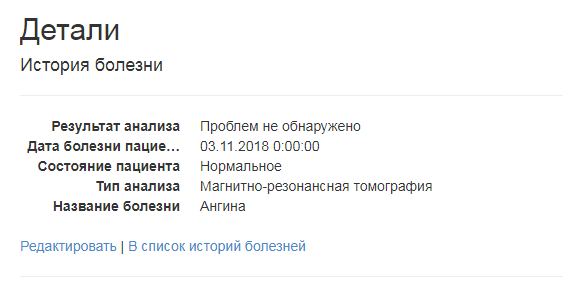 Детали
История болезни
Результат анализа Проблем не обнаружено
Дата болезни пацие... 03.11.2018 0:00:00
Состояние пациента Нормальное
Тип анализа Магнитно-резонансная томография
Название болезни Ангина
Редактировать | В список историй болезней